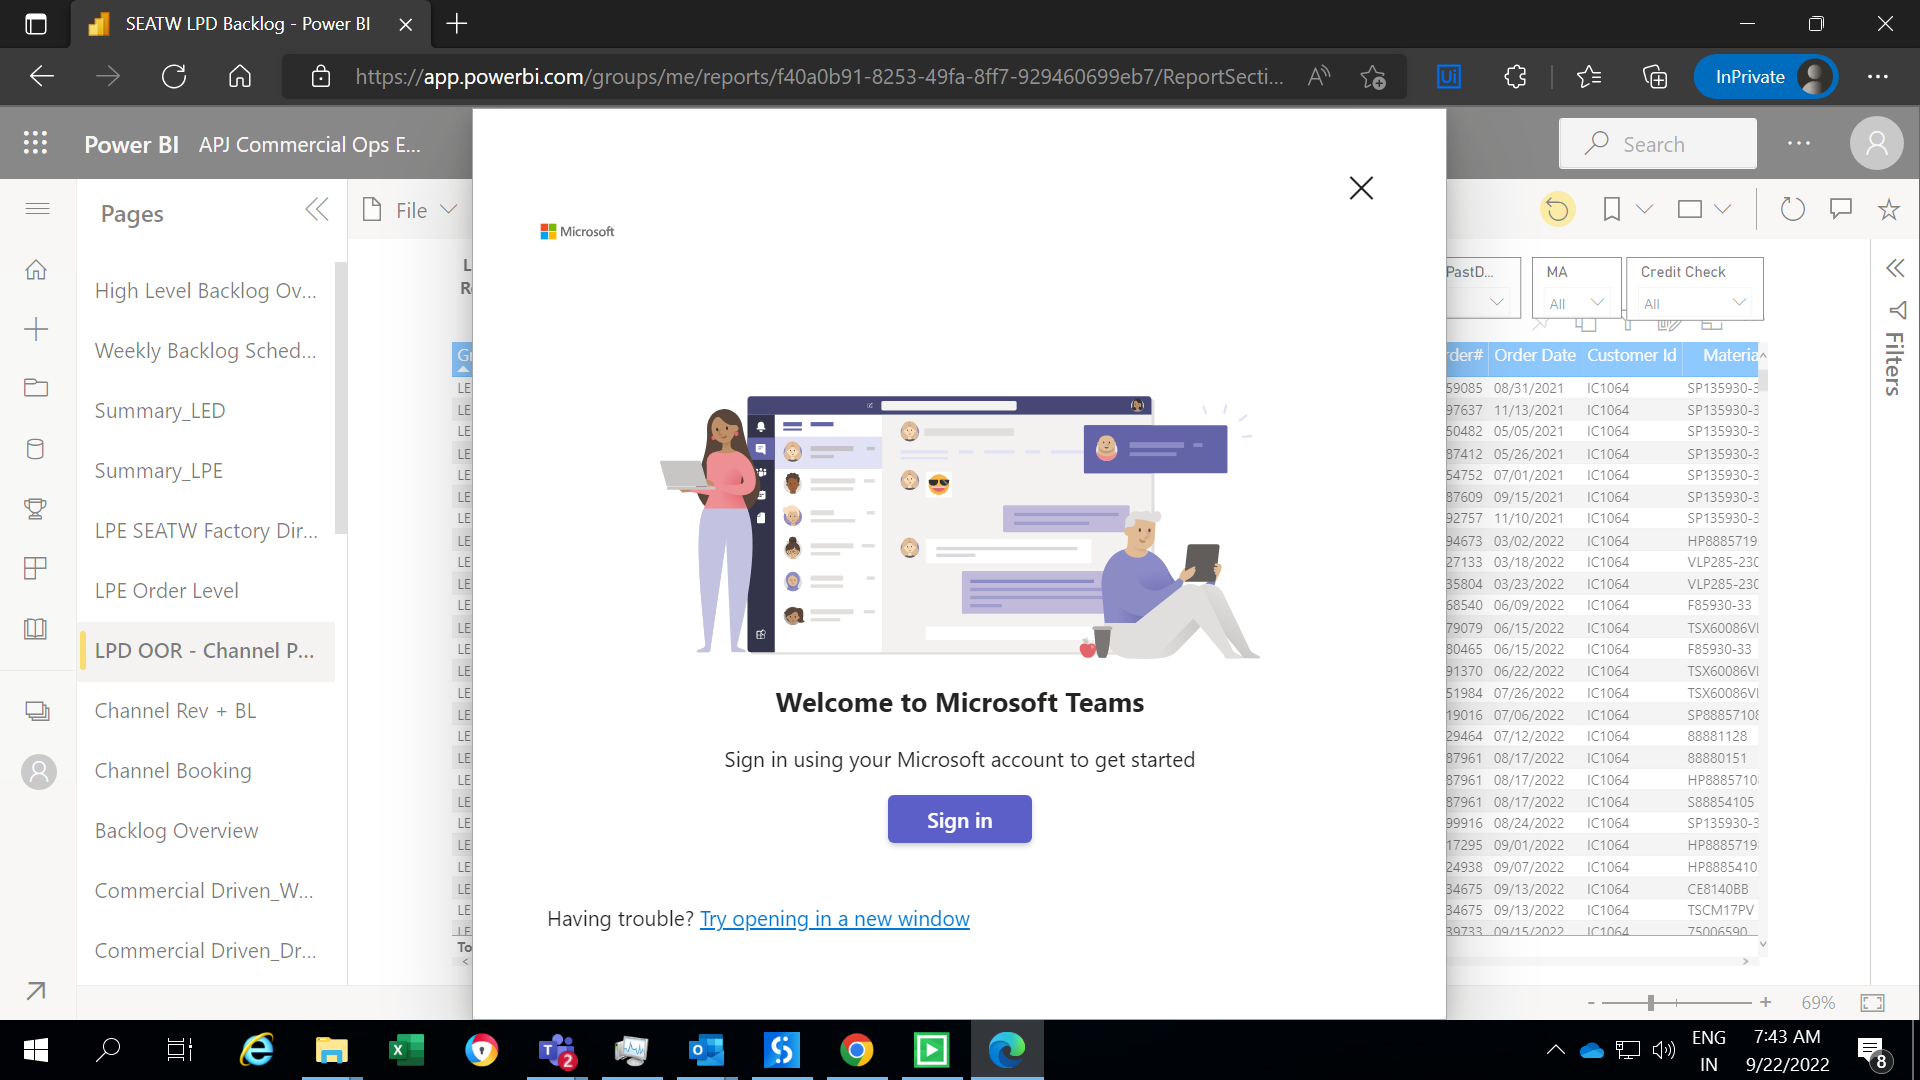 SEATW LPD Backlog - Power BI
https://app.powerbi.com/groups/me/reports/f40a0b91-8253-49fa-8ff7-929460699eb7/ReportSecti...
InPrivate
Power BI APJ Commercial Ops E...
Search
Pages
File
High Level Backlog Ov...
Weekly Backlog Sched...
Summary_LED
Summary_LPE
LPE SEATW Factory Dir...
LPE Order Level
LPD OOR - Channel P...
Channel Rev + BL
Channel Booking
Backlog Overview
Commercial Driven_W...
Commercial Driven_Dr...
Microsoft
Welcome to Microsoft Teams
Sign in using your Microsoft account to get started
Sign in
Having trouble? Try opening in a new window
PastD...
MA
All
Credit Check
All
Filters
rder# Order Date Customer Id Materia
59085 08/31/2021 IC1064 SP135930-3
97637 11/13/2021 IC1064 SP135930-3
50482 05/05/2021 IC1064 SP135930-3
87412 05/26/2021 IC1064 SP135930-3
54752 07/01/2021 IC1064 SP135930-3
87609 09/15/2021 IC1064 SP135930-3
92757 11/10/2021 IC1064 SP135930-3
94673 03/02/2022 IC1064 HP8885719
27133 03/18/2022 IC1064 VLP285-230
35804 03/23/2022 IC1064 VLP285-230
58540 06/09/2022 IC1064 F85930-33
79079 06/15/2022 IC1064 TSX60086VI
80465 06/15/2022 IC1064 F85930-33
91370 06/22/2022 IC1064 TSX60086VI
51984 07/26/2022 IC1064 TSX60086VI
19016 07/06/2022 IC1064 SP88857108
29464 07/12/2022 IC1064 88881128
87961 08/17/2022 IC1064 88880151
87961 08/17/2022 IC1064 HP8885710
87961 08/17/2022 IC1064 S88854105
99916 08/24/2022 IC1064 SP135930-3
17295 09/01/2022 IC1064 HP8885719
24938 09/07/2022 IC1064 HP8885410
34675 09/13/2022 IC1064 CE8140BB
34675 09/13/2022 IC1064 TSCM17PV
39733 09/15/2022 IC1064 75006590
To
69%
2
ENG
IN
7:43 AM
9/22/2022
8